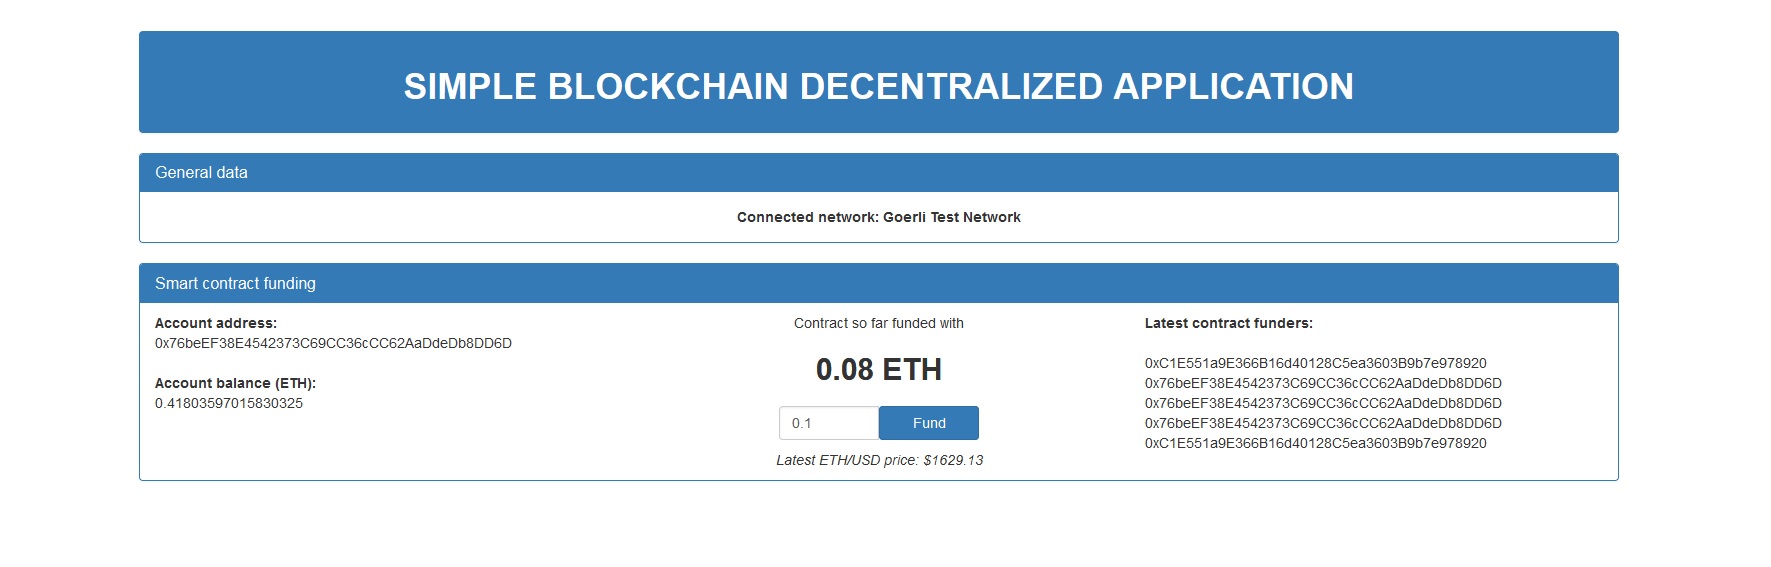 SIMPLE BLOCKCHAIN DECENTRALIZED APPLICATION
General data
Connected network: Goerli Test Network
Smart contract funding
Account address:
0x76beEF38E4542373C69CC36cCC62AaDdeDb8DD6D
Account balance (ETH):
0.41803597015830325
Contract so far funded with
0.08 ETH
0.1
Fund
Latest ETH/USD price: $1629.13
Latest contract funders:
0xC1E551a9E366B16d40128C5ea3603B9b7e978920
0x76beEF38E4542373C69CC36cCC62AaDdeDb8DD6D
0x76beEF38E4542373C69CC36cCC62AaDdeDb8DD6D
0x76beEF38E4542373C69CC36cCC62AaDdeDb8DD6D
0xC1E551a9E366B16d40128C5ea3603B9b7e978920